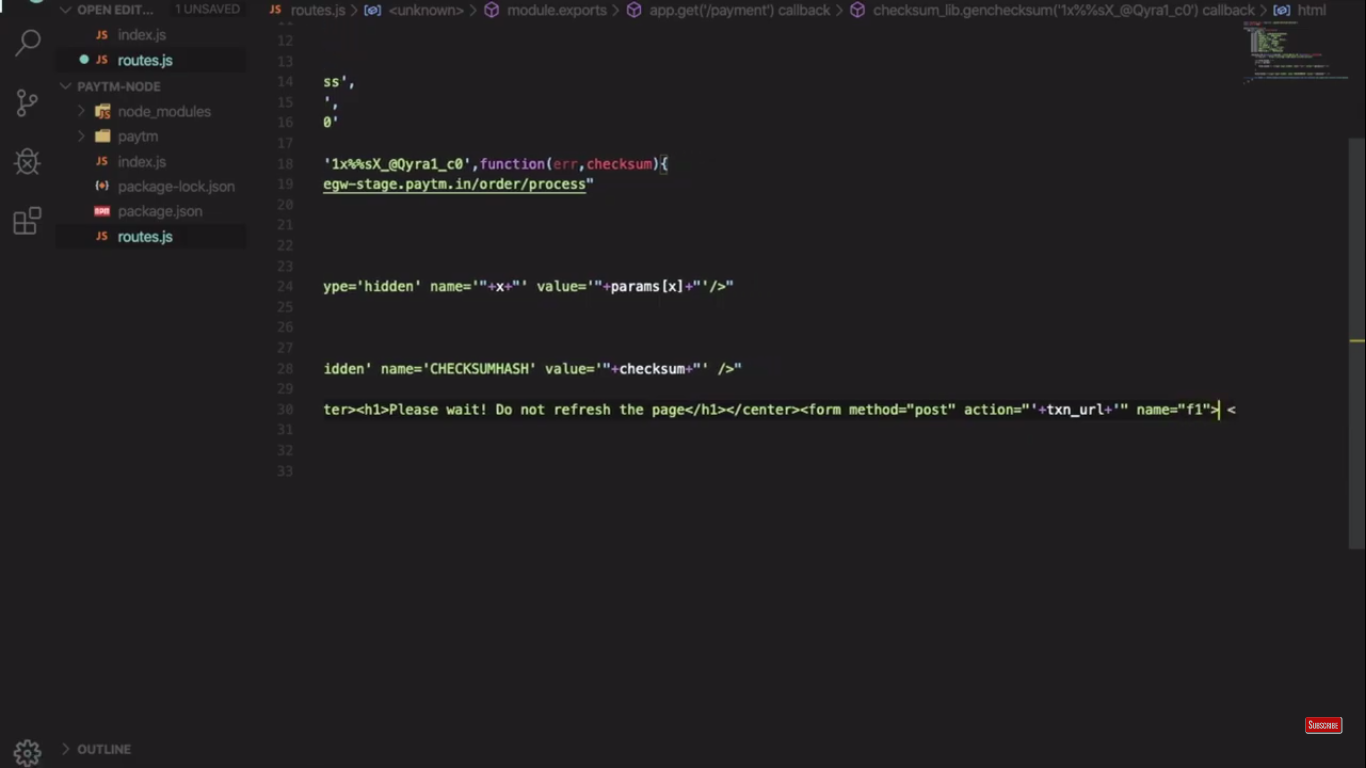 routes.js > <unknown> > module.exports > app.get('/payment') callback > checksum_lib.genchecksum('1x%%sX_@Qyra1_c0') callback > html
OPEN EDIT... 1 UNSAVED
JS index.js
JS routes.js
PAYTM-NODE
node_modules
paytm
JS index.js
package-lock.json
package.json
JS routes.js
OUTLINE
12
13
14 ss',
15 ',
16 0'
17
18 '1x%%sX_@Qyra1_c0',function(err,checksum){
19 egw-stage.paytm.in/order/process"
20
21
22
23
24 ype='hidden' name='"+x+"' value='"+params[x]+"'/>"
25
26
27
28 idden' name='CHECKSUMHASH' value='"+checksum+"' />"
29
30 ter><h1>Please wait! Do not refresh the page</h1></center><form method="post" action="'+txn_url+'" name="f1"> <
31
32
33
SUBSCRIBE